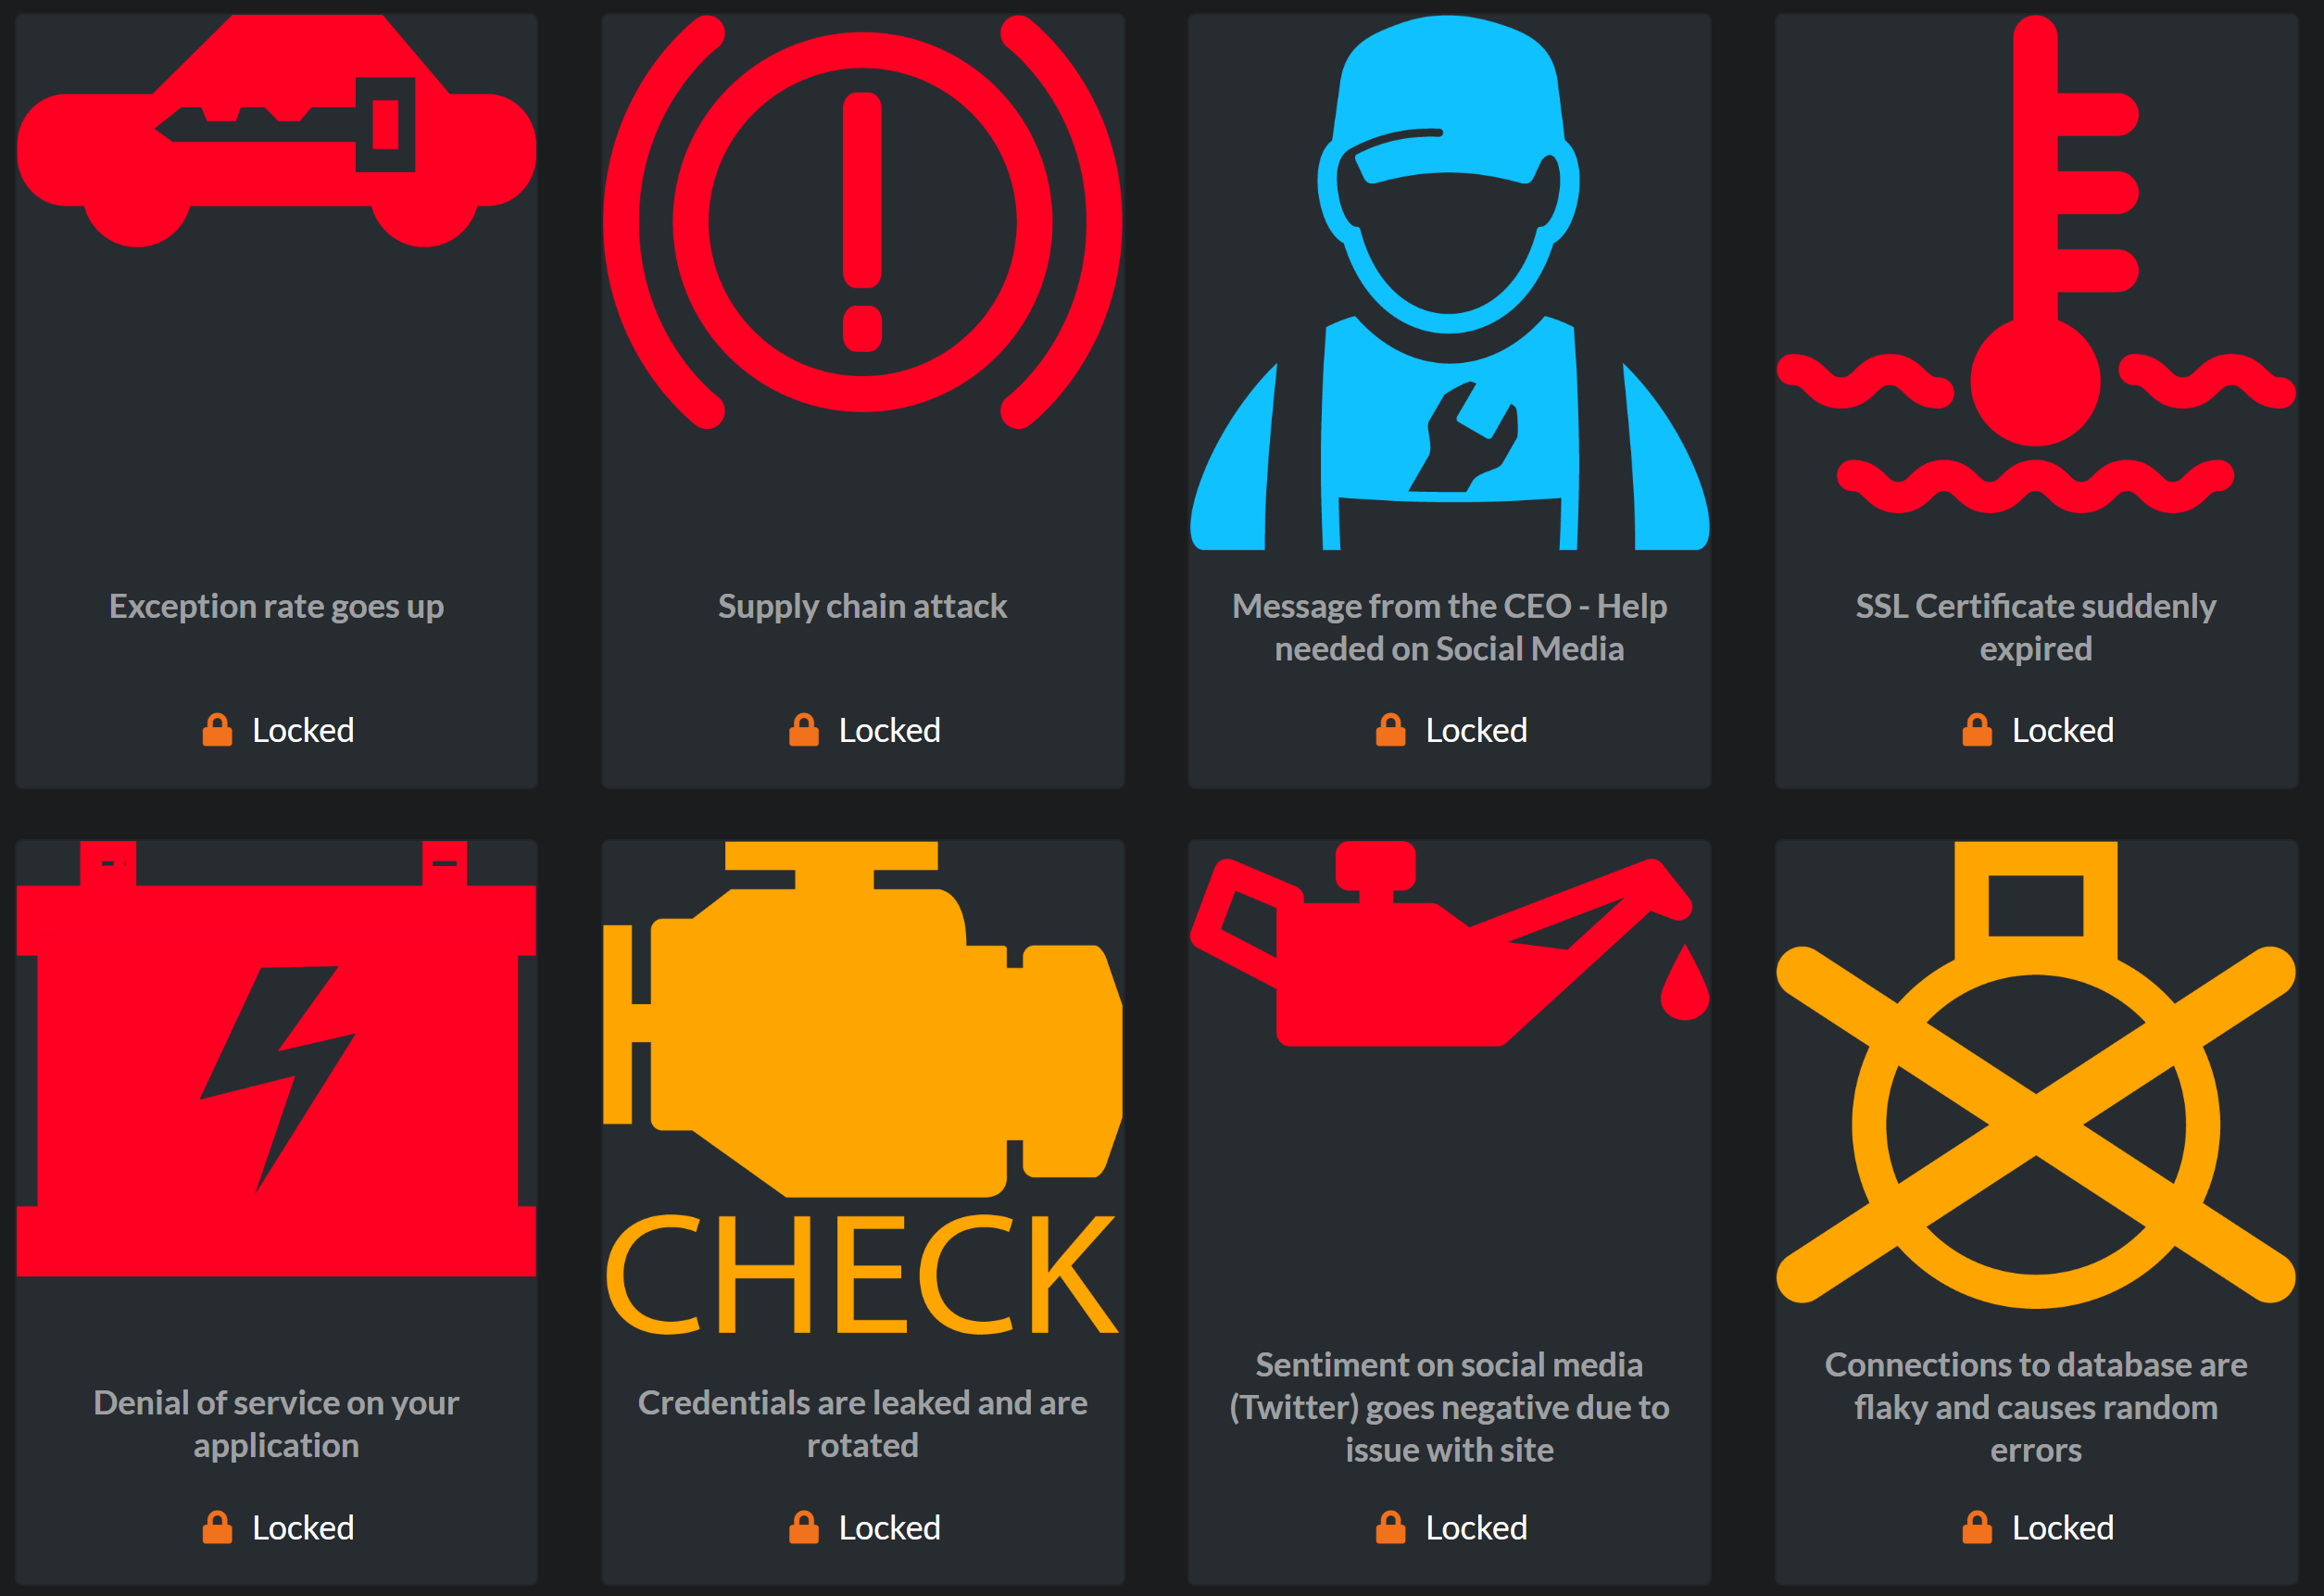 Exception rate goes up
Locked
Supply chain attack
Locked
Message from the CEO - Help
needed on Social Media
Locked
SSL Certificate suddenly
expired
Locked
Denial of service on your
application
Locked
CHECK
Credentials are leaked and are
rotated
Locked
Sentiment on social media
(Twitter) goes negative due to
issue with site
Locked
Connections to database are
flaky and causes random
errors
Locked